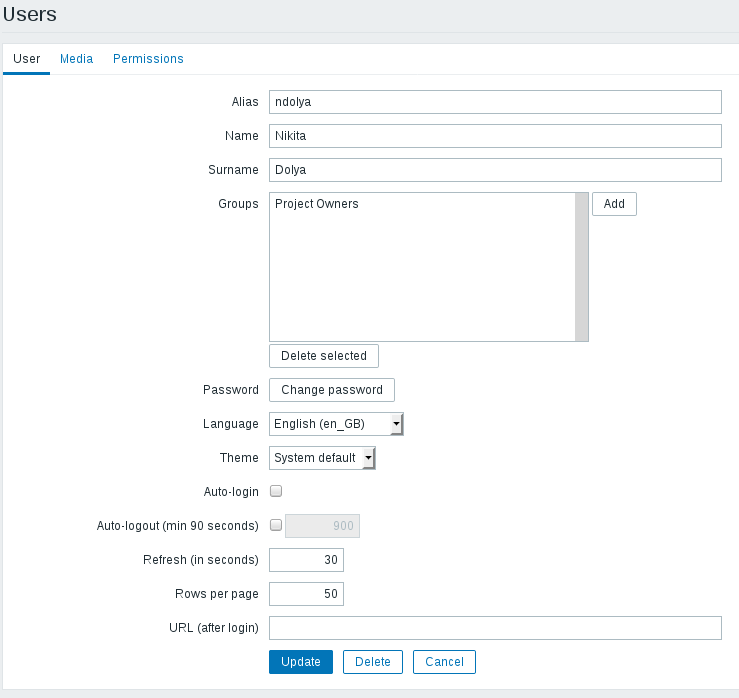 Users
User Media Permissions
Alias ndolya
Name Nikita
Surname Dolya
Groups Project Owners Add
Delete selected
Password Change password
Language English (en_GB)
Theme System default
Auto-login
Auto-logout (min 90 seconds) 900
Refresh (in seconds) 30
Rows per page 50
URL (after login)
Update Delete Cancel